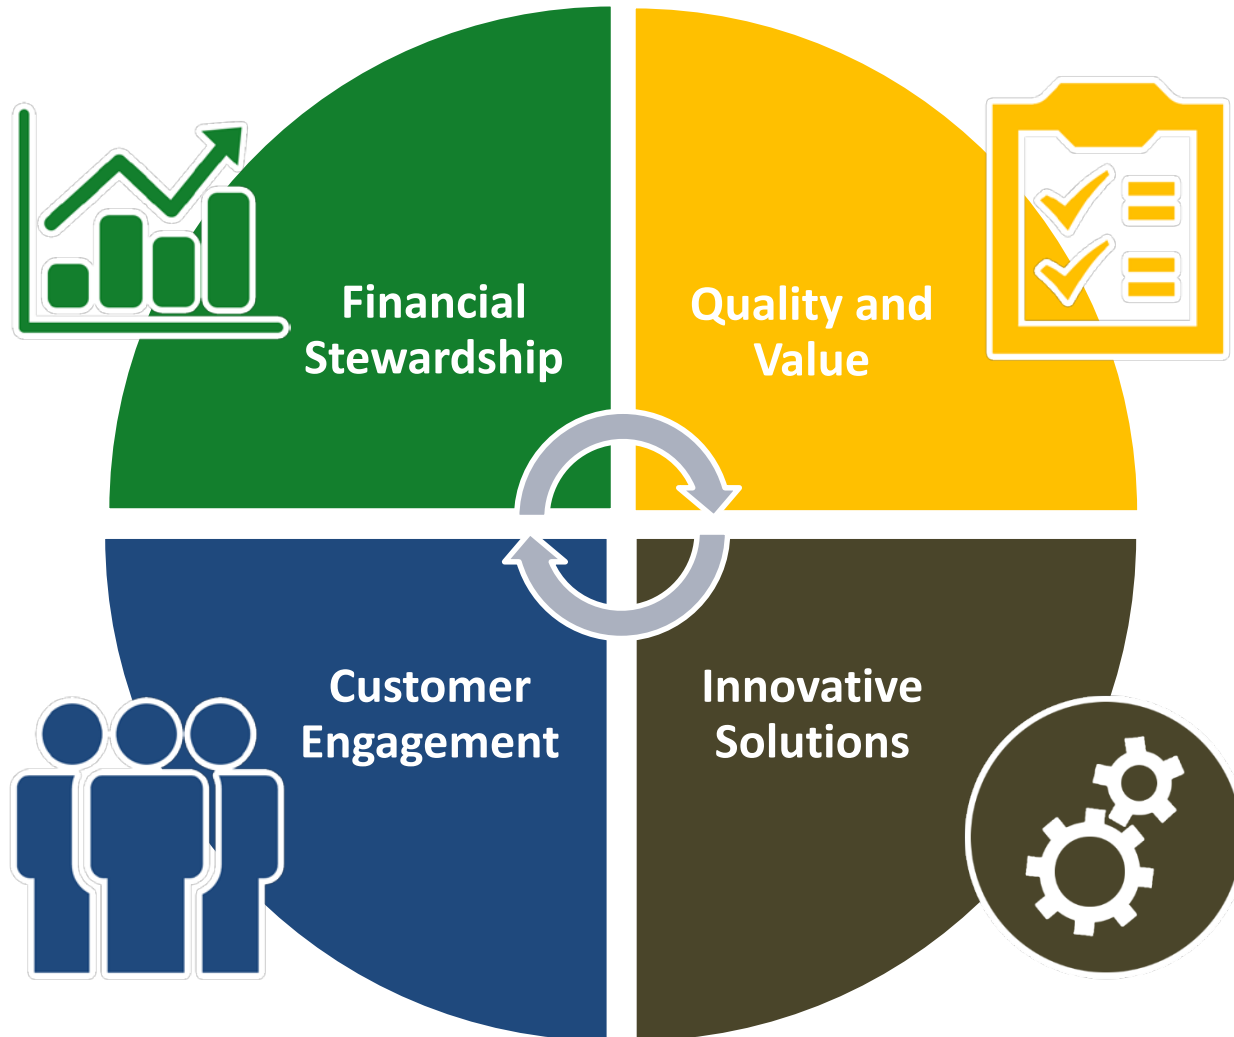 Financial
Stewardship
Quality and
Value
Customer
Engagement
Innovative
Solutions